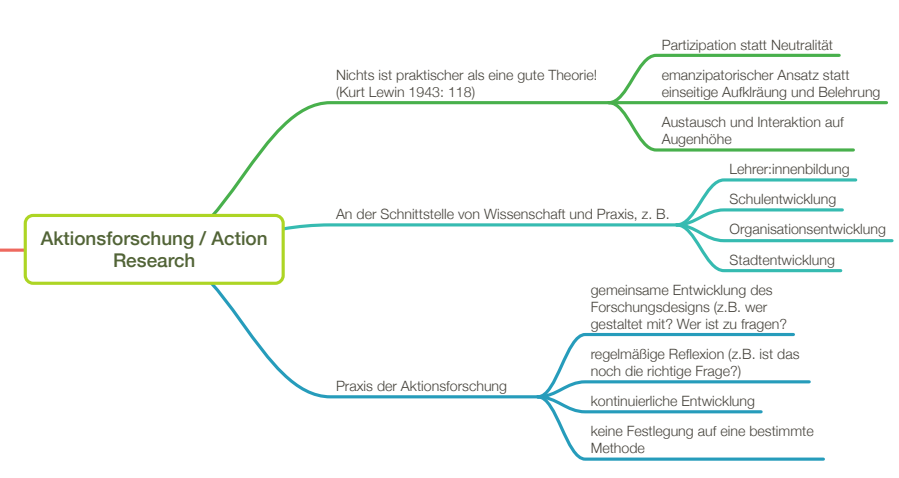 Aktionsforschung / Action
Research
Nichts ist praktischer als eine gute Theorie!
(Kurt Lewin 1943: 118)
Partizipation statt Neutralität
emanzipatorischer Ansatz statt
einseitige Aufklräung und Belehrung
Austausch und Interaktion auf
Augenhöhe
An der Schnittstelle von Wissenschaft und Praxis, z. B.
Lehrer:innenbildung
Schulentwicklung
Organisationsentwicklung
Stadtentwicklung
Praxis der Aktionsforschung
gemeinsame Entwicklung des
Forschungsdesigns (z.B. wer
gestaltet mit? Wer ist zu fragen?
regelmäßige Reflexion (z.B. ist das
noch die richtige Frage?)
kontinuierliche Entwicklung
keine Festlegung auf eine bestimmte
Methode